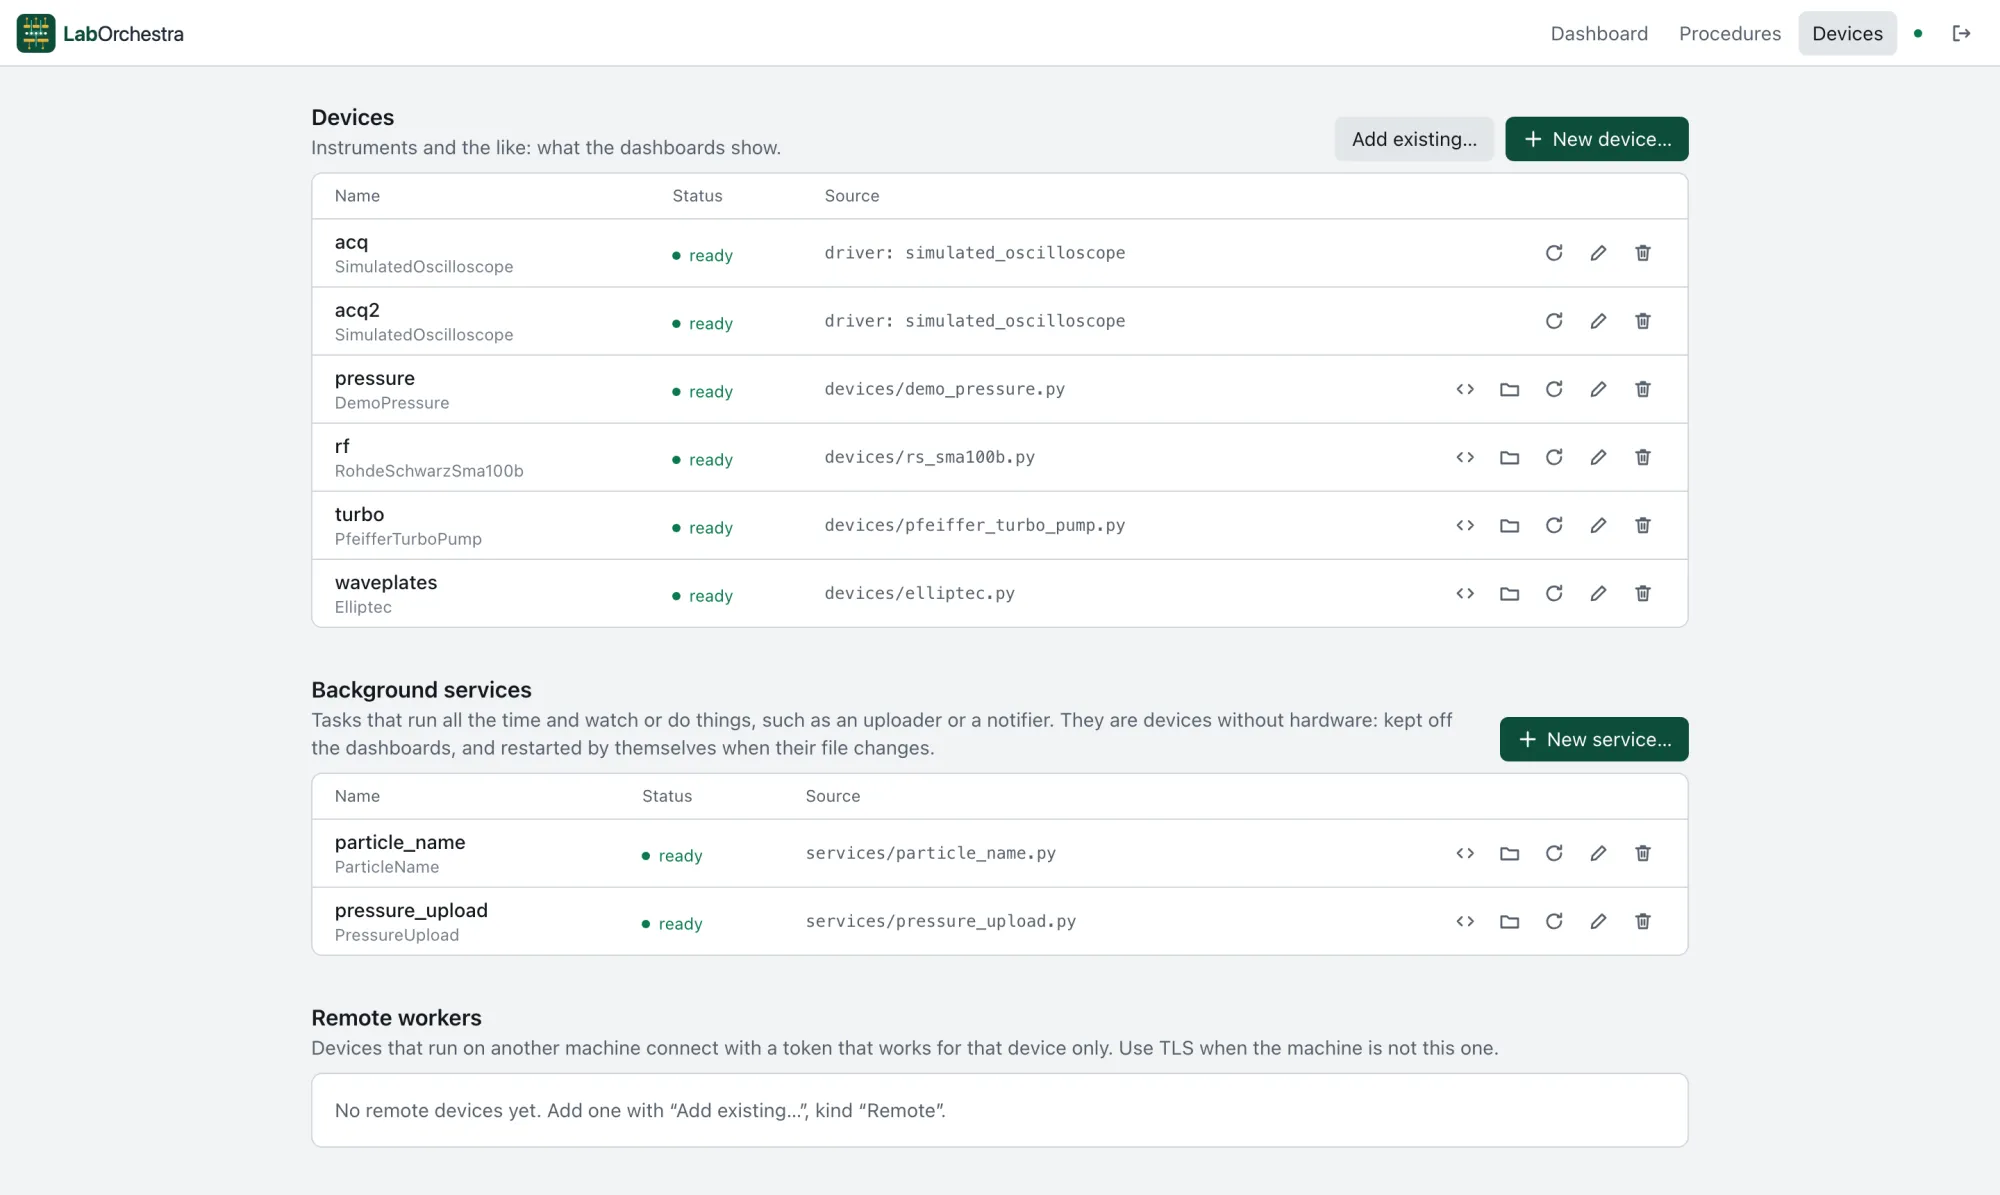 LabOrchestra
Dashboard
Procedures
Devices
Devices
Instruments and the like: what the dashboards show.
Add existing...
New device...
Name Status Source
acq
SimulatedOscilloscope
ready
driver: simulated_oscilloscope
acq2
SimulatedOscilloscope
ready
driver: simulated_oscilloscope
pressure
DemoPressure
ready
devices/demo_pressure.py
rf
RohdeSchwarzSma100b
ready
devices/rs_sma100b.py
turbo
PfeifferTurboPump
ready
devices/pfeiffer_turbo_pump.py
waveplates
Elliptec
ready
devices/elliptec.py
Background services
Tasks that run all the time and watch or do things, such as an uploader or a notifier. They are devices without hardware: kept off
the dashboards, and restarted by themselves when their file changes.
New service...
Name Status Source
particle_name
ParticleName
ready
services/particle_name.py
pressure_upload
PressureUpload
ready
services/pressure_upload.py
Remote workers
Devices that run on another machine connect with a token that works for that device only. Use TLS when the machine is not this one.
No remote devices yet. Add one with “Add existing...”, kind “Remote”.